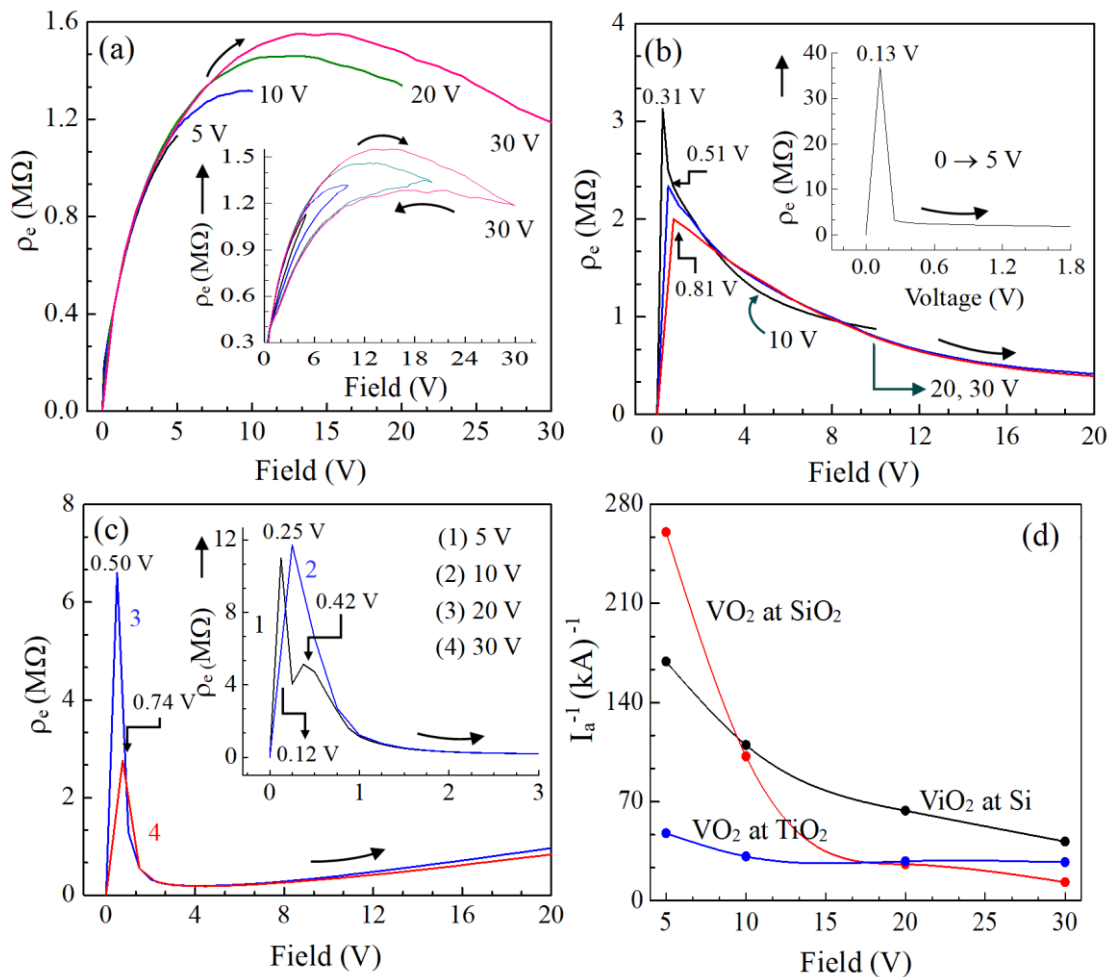 (a)
1.6
1.2
0.8
0.4
0.0
ρe (MΩ)
5 V
10 V
20 V
30 V
1.5
1.2
0.9
0.6
0.3
ρe (MΩ)
30 V
0 6 12 18 24 30
Field (V)
0 5 10 15 20 25 30
Field (V)
(b)
4
3
2
1
0
ρe (MΩ)
0.31 V
0.51 V
0.81 V
10 V
20, 30 V
40
30
20
10
0
ρe (MΩ)
0.13 V
0 → 5 V
0.0 0.6 1.2 1.8
Voltage (V)
0 4 8 12 16 20
Field (V)
(c)
8
6
4
2
0
ρe (MΩ)
0.50 V
3
0.74 V
4
12
8
4
0
ρe (MΩ)
0.25 V
2
1
0.42 V
0.12 V
(1) 5 V
(2) 10 V
(3) 20 V
(4) 30 V
0 1 2 3
0 4 8 12 16 20
Field (V)
(d)
280
210
140
70
0
Ia-1 (kA)-1
VO2 at SiO2
ViO2 at Si
VO2 at TiO2
5 10 15 20 25 30
Field (V)